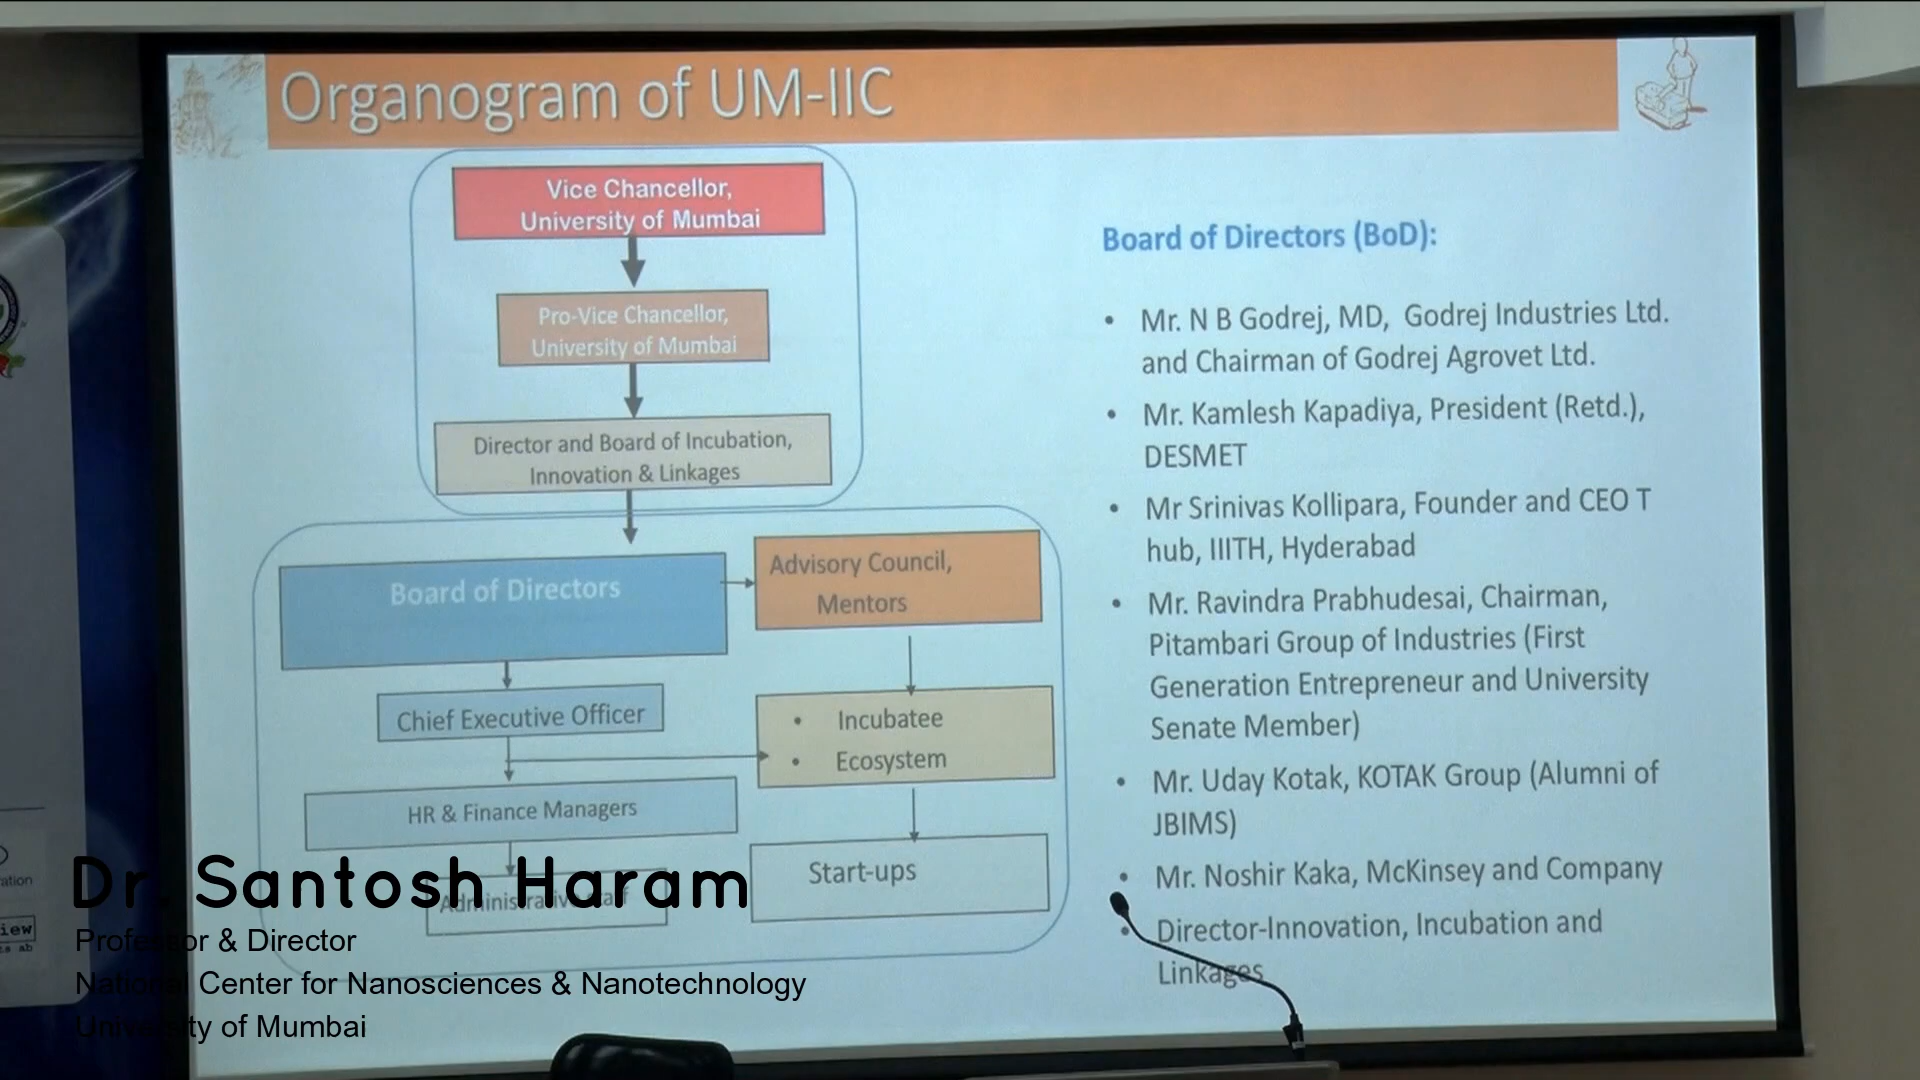 Organogram of UM-IIC
Vice Chancellor,
University of Mumbai
Pro-Vice Chancellor,
University of Mumbai
Director and Board of Incubation,
Innovation & Linkages
Board of Directors
Advisory Council,
Mentors
Chief Executive Officer
• Incubatee
• Ecosystem
HR & Finance Managers
Start-ups
Board of Directors (BoD):
• Mr. N B Godrej, MD, Godrej Industries Ltd.
and Chairman of Godrej Agrovet Ltd.
• Mr. Kamlesh Kapadiya, President (Retd.),
DESMET
• Mr Srinivas Kollipara, Founder and CEO T
hub, IIITH, Hyderabad
• Mr. Ravindra Prabhudesai, Chairman,
Pitambari Group of Industries (First
Generation Entrepreneur and University
Senate Member)
• Mr. Uday Kotak, KOTAK Group (Alumni of
JBIMS)
• Mr. Noshir Kaka, McKinsey and Company
• Director-Innovation, Incubation and
Linkages
Dr. Santosh Haram
Professor & Director
National Center for Nanosciences & Nanotechnology
University of Mumbai